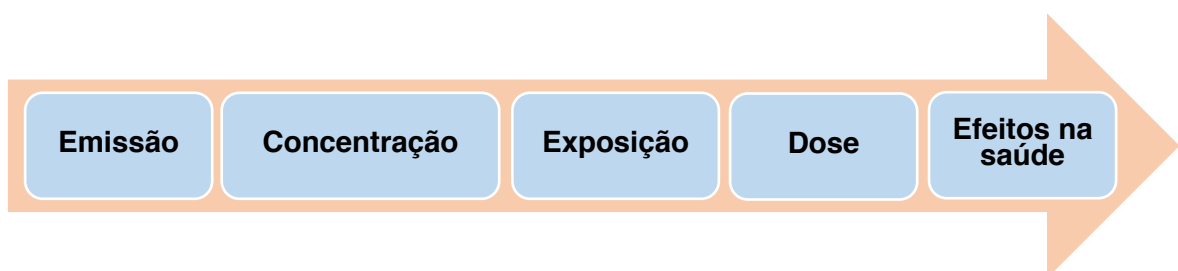 Emissão
Concentração
Exposição
Dose
Efeitos na
saúde